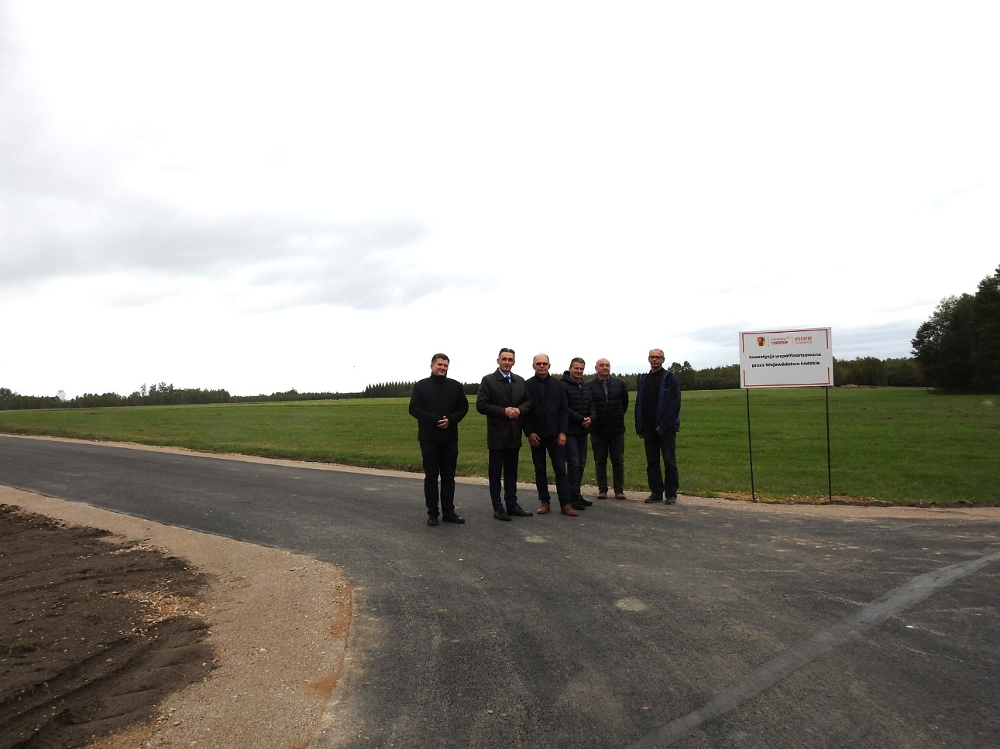 łódzkie
dotacje
Inwestycja współfinansowana
przez Województwo Łódzkie